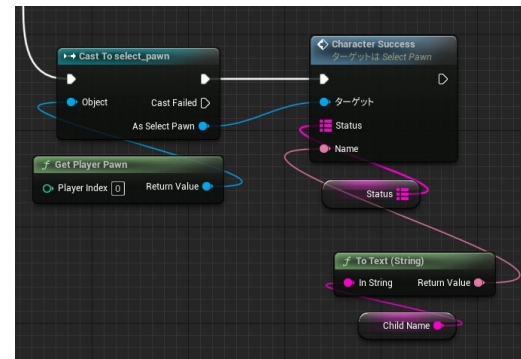 Cast To select_pawn
Object
Cast Failed
As Select Pawn
Character Success
ターゲットは Select Pawn
ターゲット
Status
Name
Get Player Pawn
Player Index 0
Return Value
Status
To Text (String)
In String
Return Value
Child Name